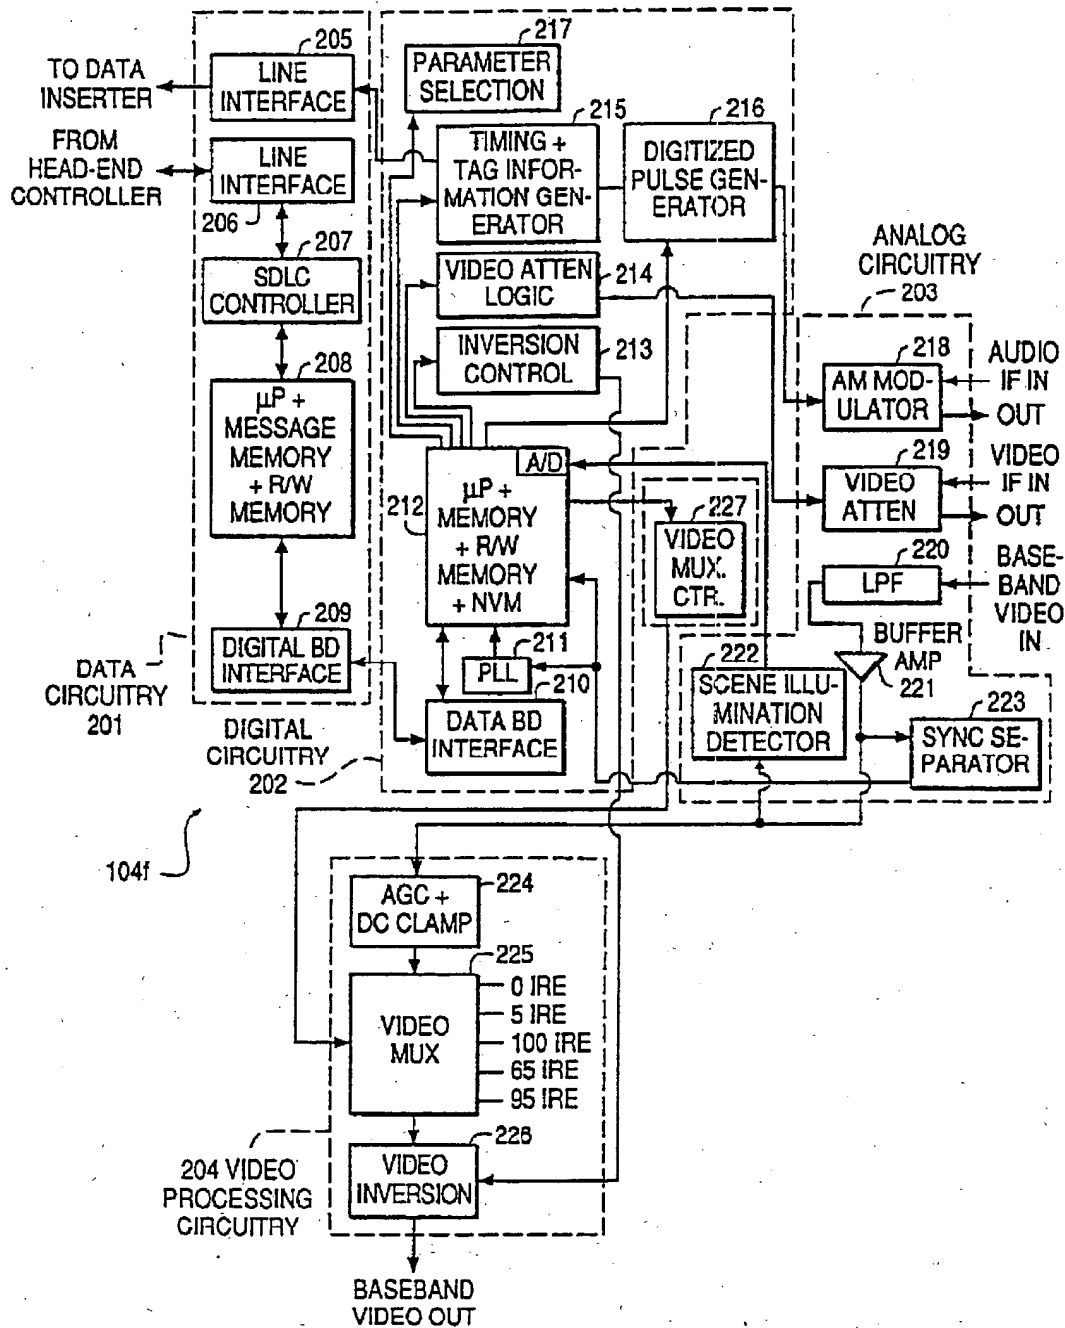 205
LINE
INTERFACE
TO DATA
INSERTER
FROM
HEAD-END
CONTROLLER
LINE
INTERFACE
206
207
SDLC
CONTROLLER
208
µP +
MESSAGE
MEMORY
+ R/W
MEMORY
209
DIGITAL BD
INTERFACE
DATA
CIRCUITRY
201
217
PARAMETER
SELECTION
215
TIMING +
TAG INFOR-
MATION GEN-
ERATOR
216
DIGITIZED
PULSE GEN-
ERATOR
VIDEO ATTEN
LOGIC
214
INVERSION
CONTROL
213
A/D
212
µP +
MEMORY
+ R/W
MEMORY
+ NVM
227
VIDEO
MUX.
CTR.
211
PLL
210
DATA BD
INTERFACE
DIGITAL
CIRCUITRY
202
ANALOG
CIRCUITRY
203
218
AM MOD-
ULATOR
AUDIO
IF IN
OUT
219
VIDEO
ATTEN
VIDEO
IF IN
OUT
220
LPF
BASE-
BAND
VIDEO
IN
BUFFER
AMP
221
222
SCENE ILLU-
MINATION
DETECTOR
223
SYNC SE-
PARATOR
104f
224
AGC +
DC CLAMP
225
VIDEO
MUX
0 IRE
5 IRE
100 IRE
65 IRE
95 IRE
226
VIDEO
INVERSION
204 VIDEO
PROCESSING
CIRCUITRY
BASEBAND
VIDEO OUT